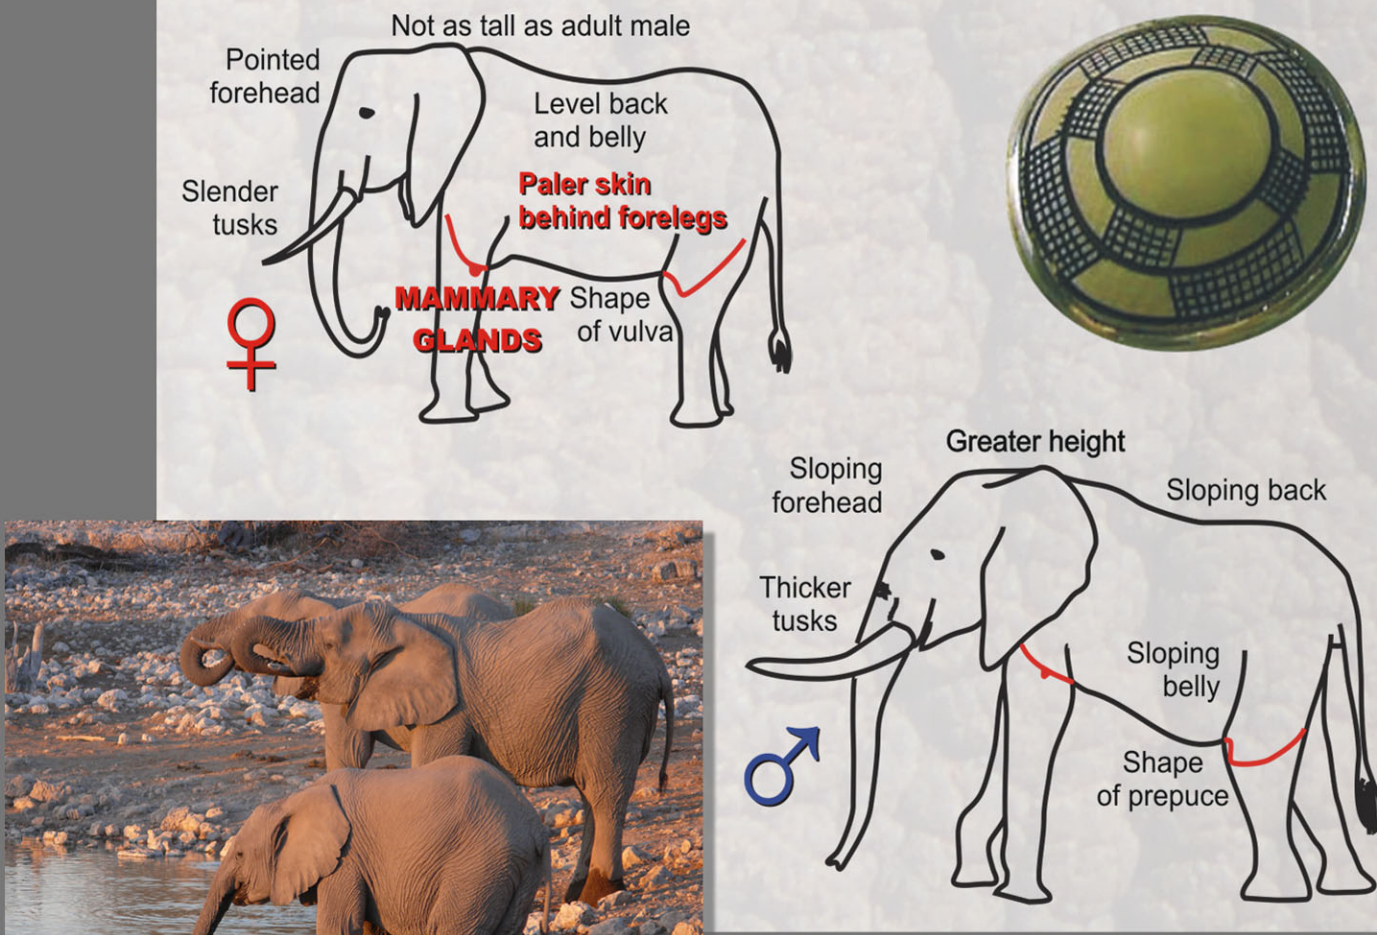 Not as tall as adult male
Pointed
forehead
Level back
and belly
Slender
tusks
Paler skin
behind forelegs
MAMMARY
GLANDS
Shape
of vulva
♀
Greater height
Sloping
forehead
Sloping back
Thicker
tusks
Sloping
belly
♂
Shape
of prepuce